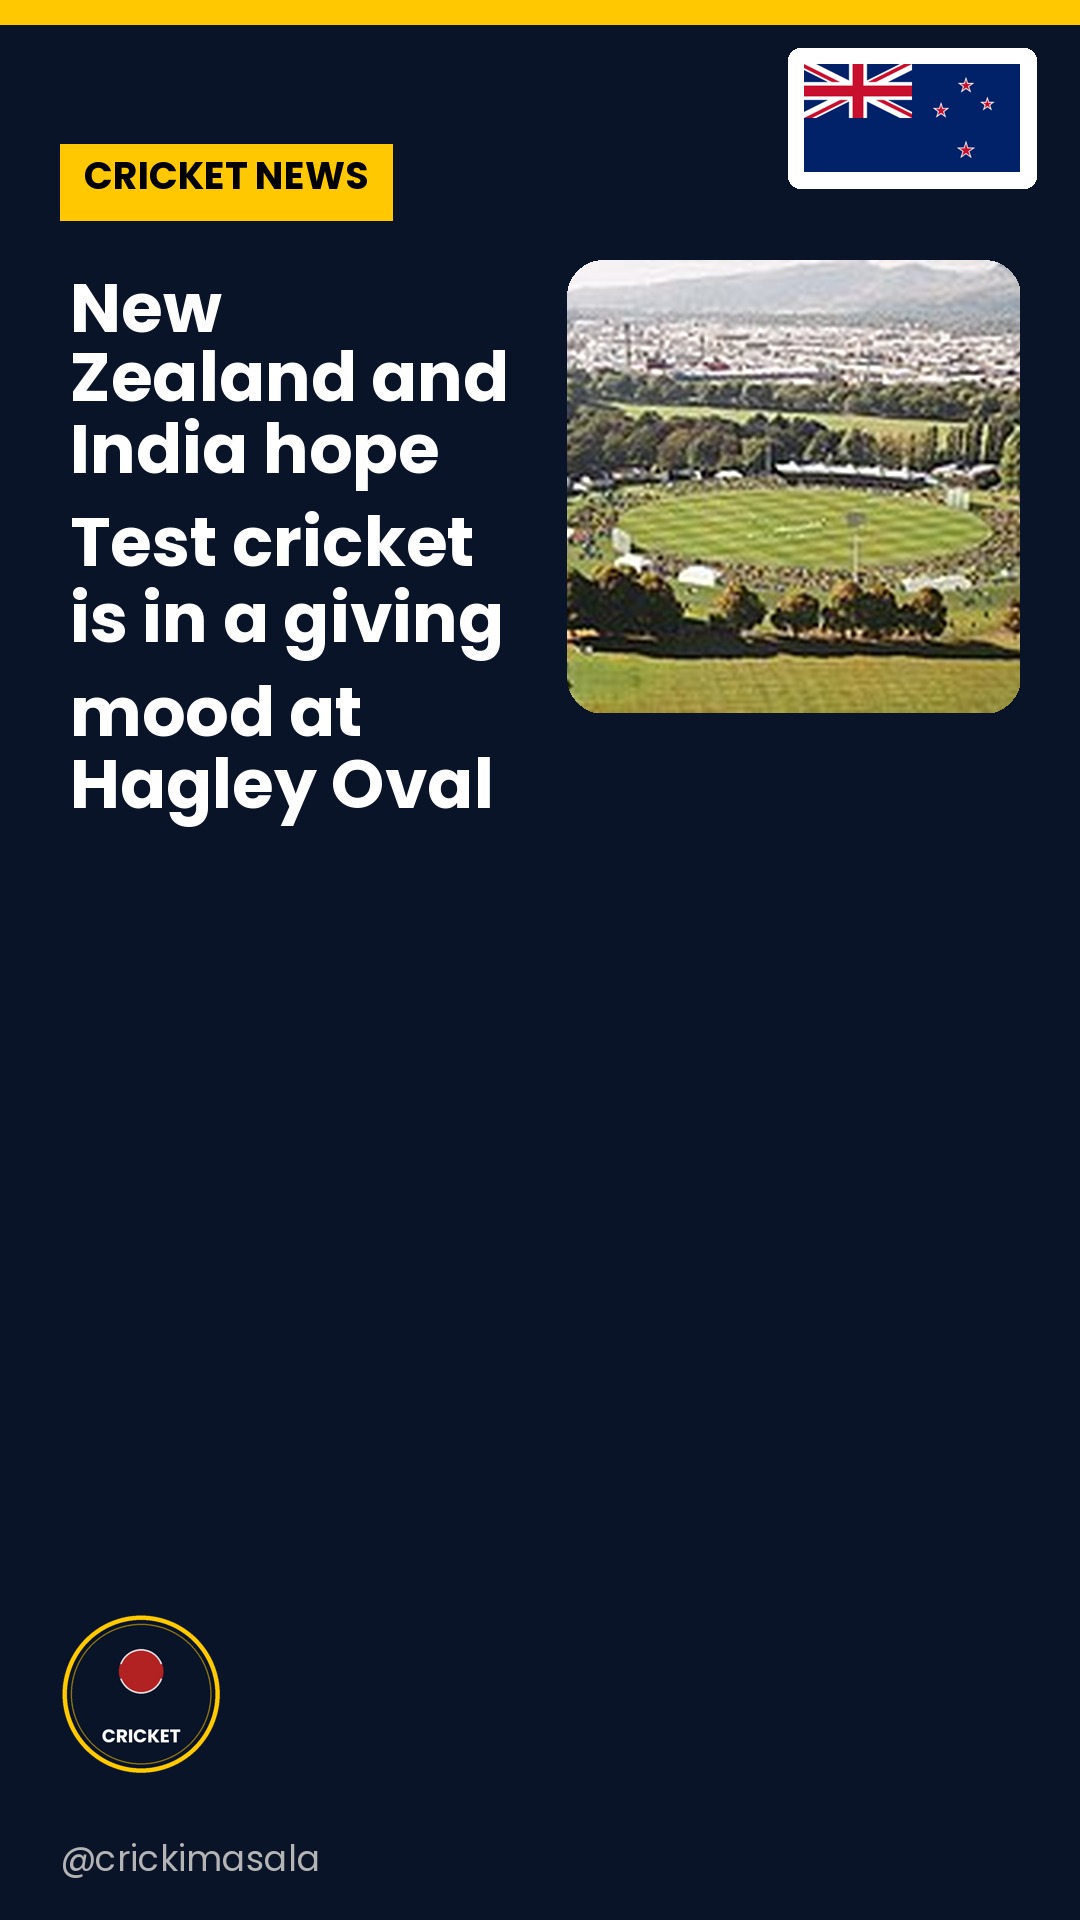 CRICKET NEWS
New
Zealand and
India hope
Test cricket
is in a giving
mood at
Hagley Oval
CRICKET
@crickimasala